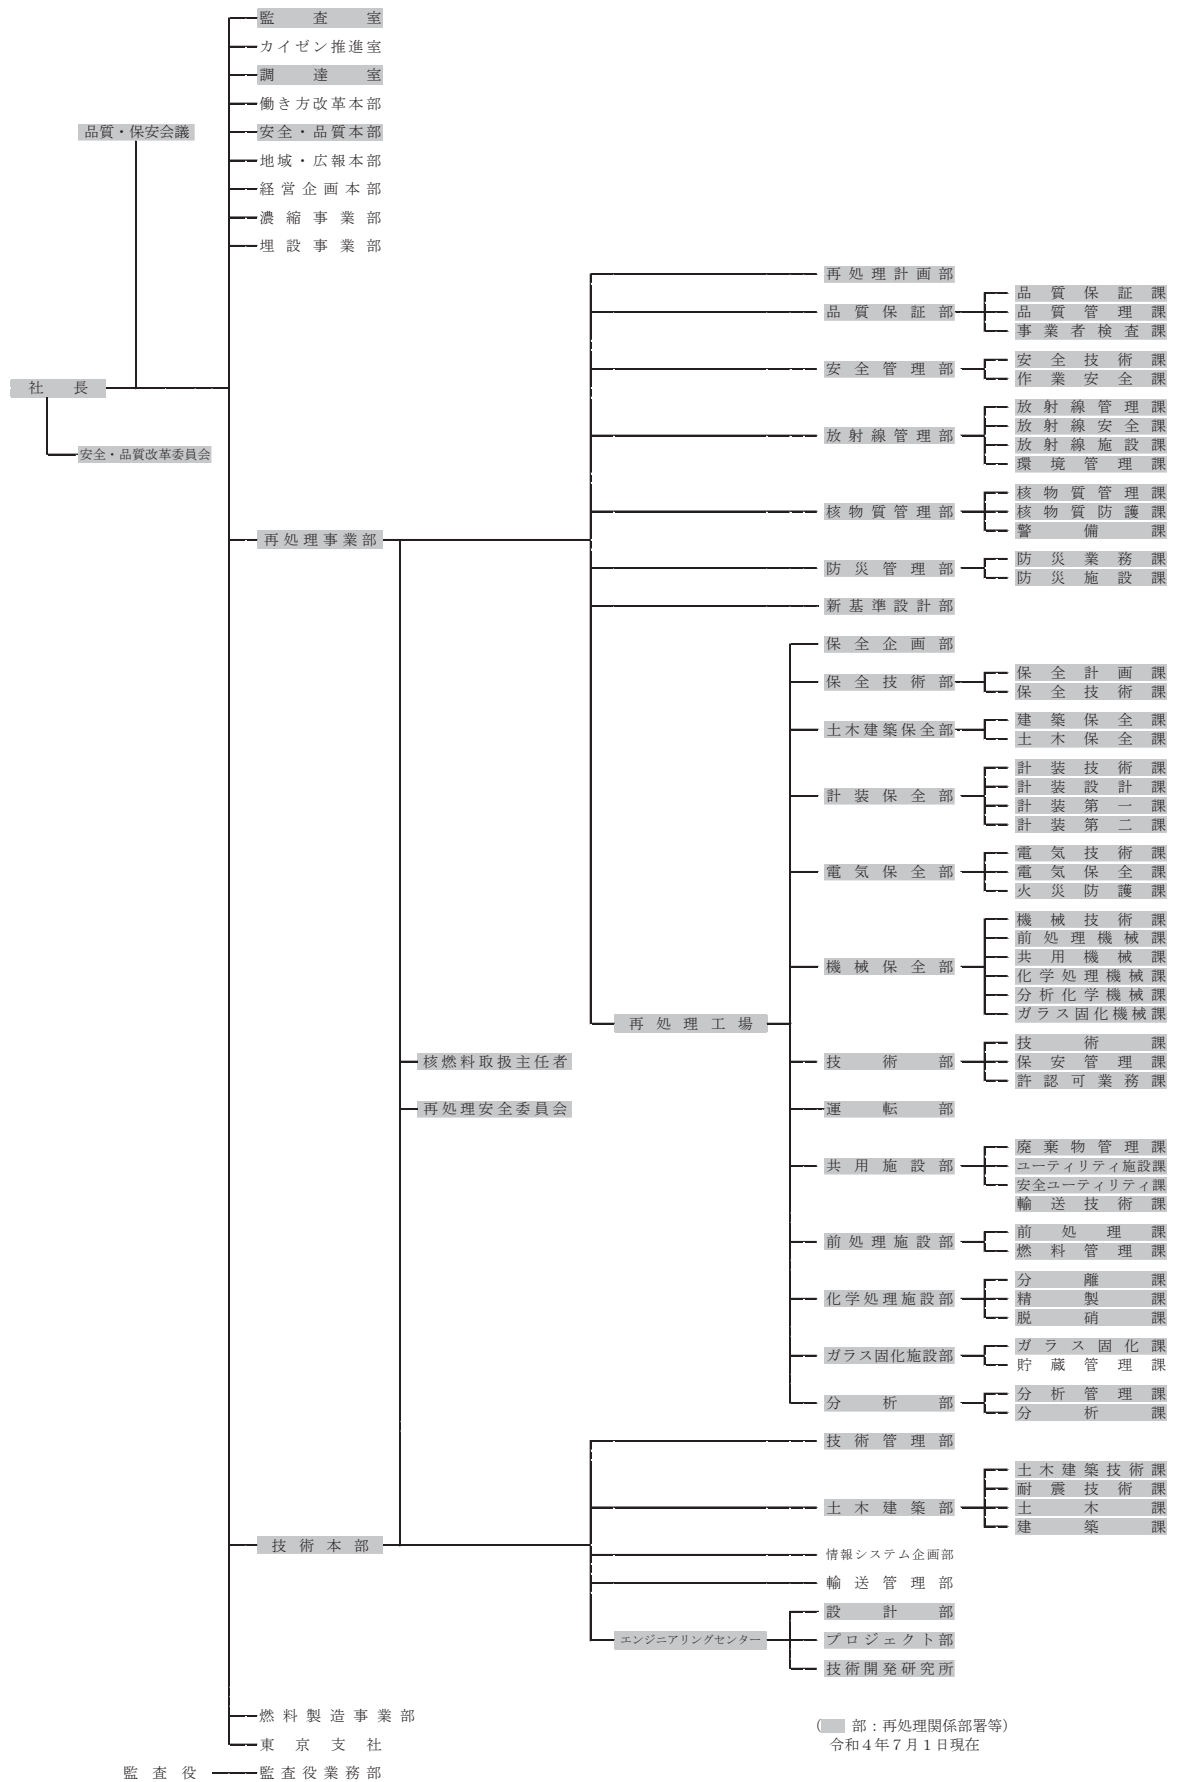 監査室
カイゼン推進室
調達室
働き方改革本部
品質・保安会議
安全・品質本部
地域・広報本部
経営企画本部
濃縮事業部
埋設事業部
社長
安全・品質改革委員会
再処理事業部
再処理計画部
品質保証部
品質保証課
品質管理課
事業者検査課
安全管理部
安全技術課
作業安全課
放射線管理部
放射線管理課
放射線安全課
放射線施設課
環境管理課
核物質管理部
核物質管理課
核物質防護課
警備課
防災管理部
防災業務課
防災施設課
新基準設計部
再処理工場
保全企画部
保全技術部
保全計画課
保全技術課
土木建築保全部
建築保全課
土木保全課
計装保全部
計装技術課
計装設計課
計装第一課
計装第二課
電気保全部
電気技術課
電気保全課
火災防護課
機械保全部
機械技術課
前処理機械課
共用機械課
化学処理機械課
分析化学機械課
ガラス固化機械課
技術部
技術課
保安管理課
許認可業務課
運転部
共用施設部
廃棄物管理課
ユーティリティ施設課
安全ユーティリティ課
輸送技術課
前処理施設部
前処理課
燃料管理課
化学処理施設部
分離課
精製課
脱硝課
ガラス固化施設部
ガラス固化課
貯蔵管理課
分析部
分析管理課
分析課
核燃料取扱主任者
再処理安全委員会
技術本部
技術管理部
土木建築部
土木建築技術課
耐震技術課
土木課
建築課
情報システム企画部
輸送管理部
エンジニアリングセンター
設計部
プロジェクト部
技術開発研究所
燃料製造事業部
東京支社
監査役
監査役業務部
(部：再処理関係部署等)
令和４年７月１日現在